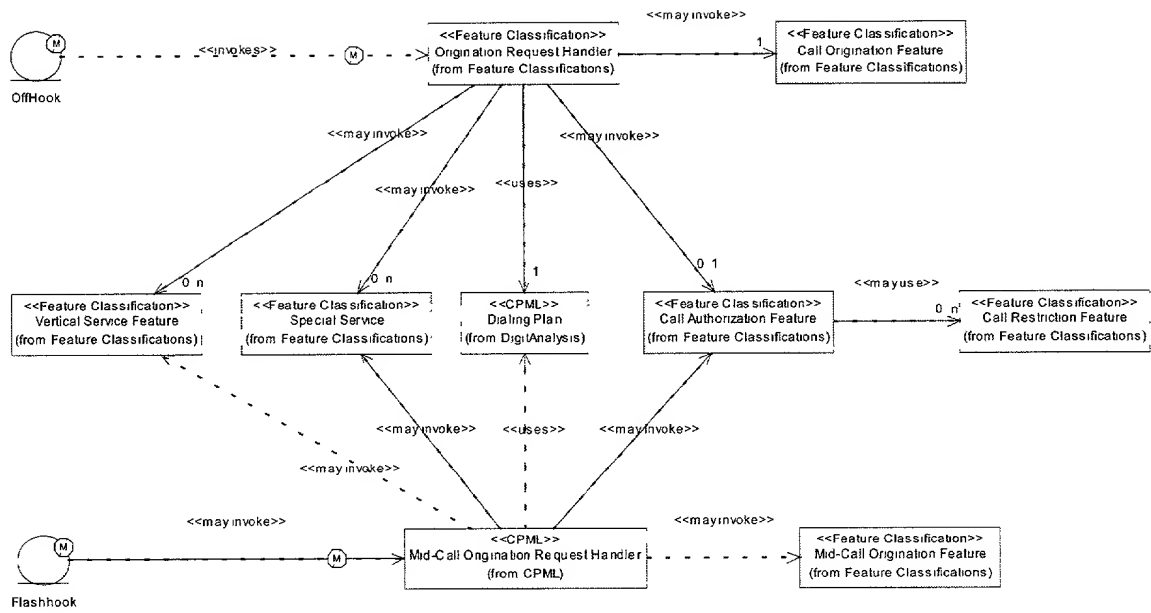 <<may invoke>>
<<Feature Classification>>
Origination Request Handler
(from Feature Classifications)
<<Feature Classification>>
Call Origination Feature
(from Feature Classifications)
M
<<invokes>>
M
1
OffHook
<<may invoke>>
<<may invoke>>
<<may invoke>>
<<uses>>
0 n
0 n
1
0 1
<<Feature Classification>>
Vertical Service Feature
(from Feature Classifications)
<<Feature Classification>>
Special Service
(from Feature Classifications)
<<CPML>>
Dialing Plan
(from DigitAnalysis)
<<Feature Classification>>
Call Authorization Feature
(from Feature Classifications)
<<may use>>
0 n
<<Feature Classification>>
Call Restriction Feature
(from Feature Classifications)
<<may invoke>>
<<uses>>
<<may invoke>>
<<may invoke>>
M
<<may invoke>>
M
<<CPML>>
Mid-Call Origination Request Handler
(from CPML)
<<may invoke>>
<<Feature Classification>>
Mid-Call Origination Feature
(from Feature Classifications)
Flashhook